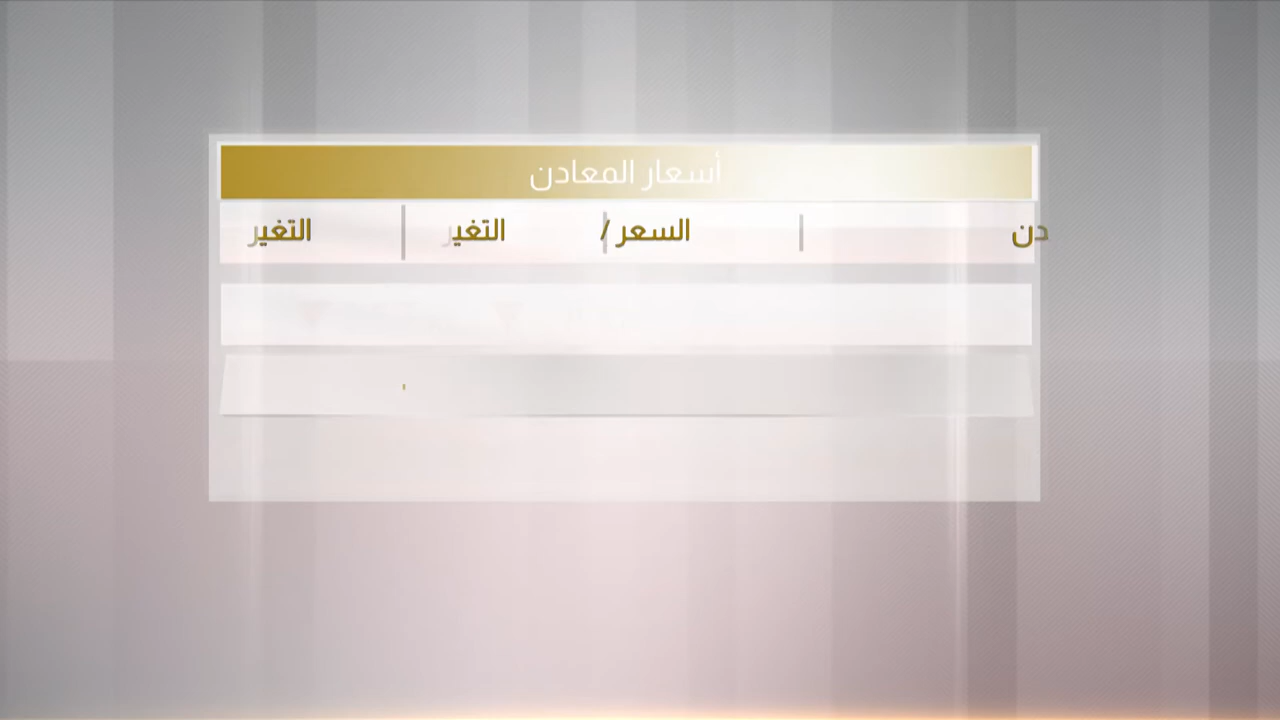 أسعار المعادن
دن السعر / التغير التغير